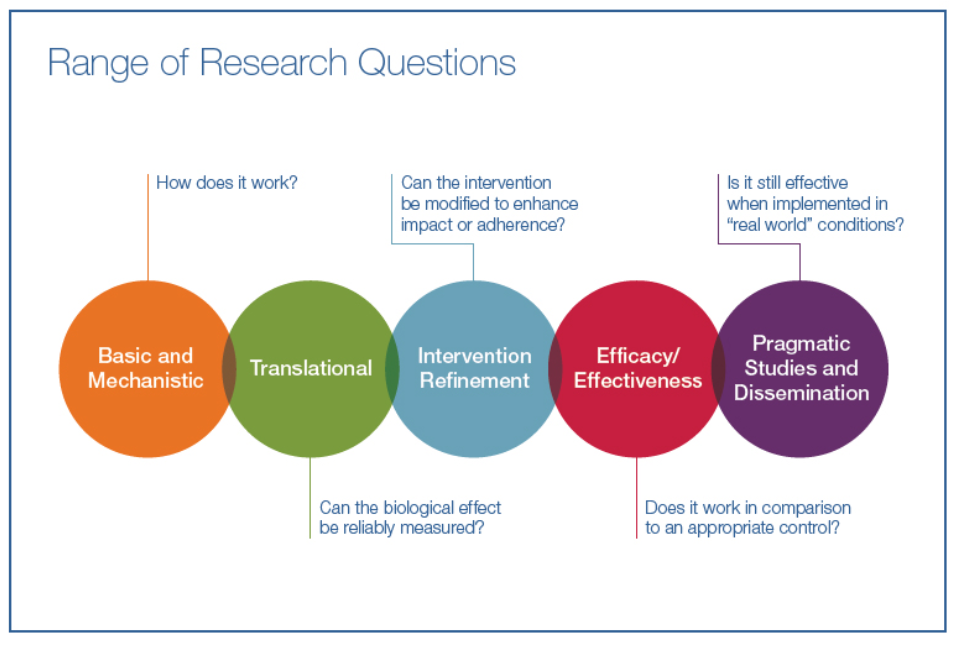 Range of Research Questions
How does it work?
Can the intervention
be modified to enhance
impact or adherence?
Is it still effective
when implemented in
“real world” conditions?
Basic and
Mechanistic
Translational
Intervention
Refinement
Efficacy/
Effectiveness
Pragmatic
Studies and
Dissemination
Can the biological effect
be reliably measured?
Does it work in comparison
to an appropriate control?